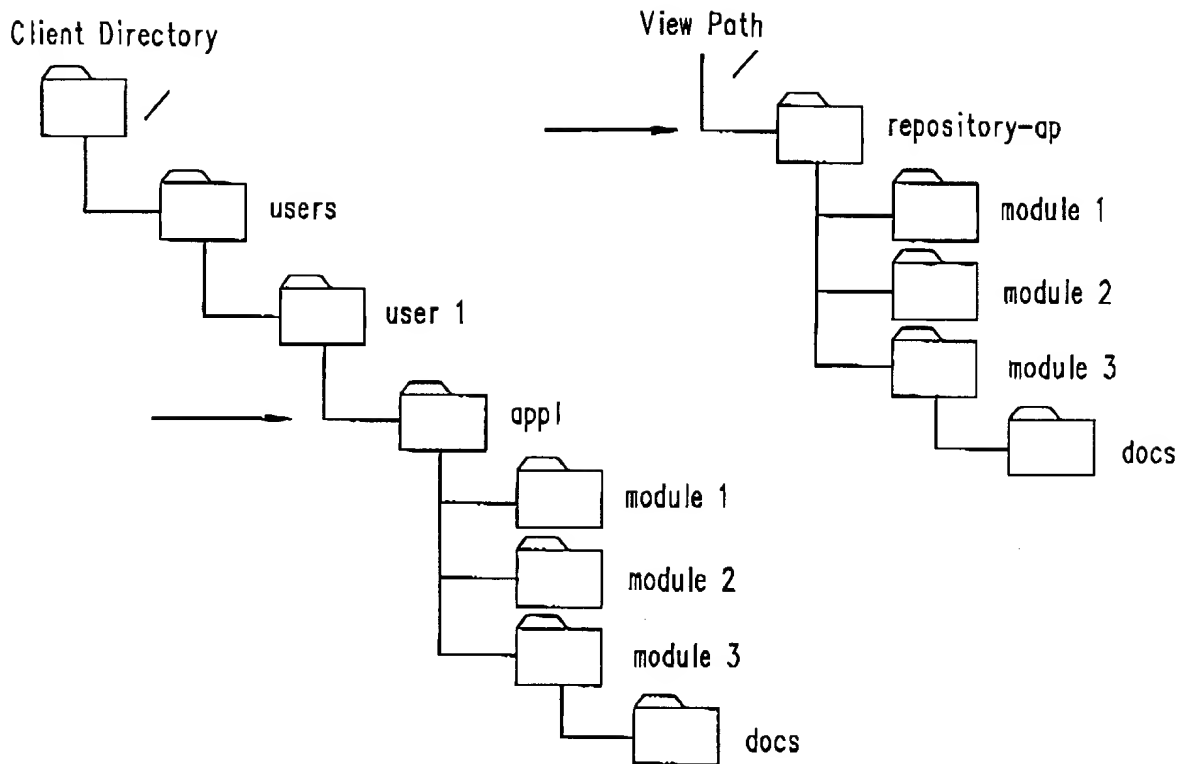 Client Directory
/
users
user 1
appl
module 1
module 2
module 3
docs
View Path
/
repository-ap
module 1
module 2
module 3
docs